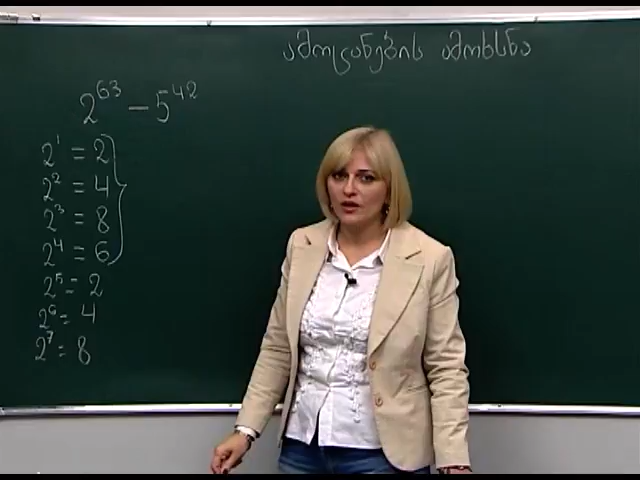 ამოცანების ამოხსნა
2^63 – 5^42
2^1 = 2
2^2 = 4
2^3 = 8
2^4 = 6
2^5 = 2
2^6 = 4
2^7 = 8